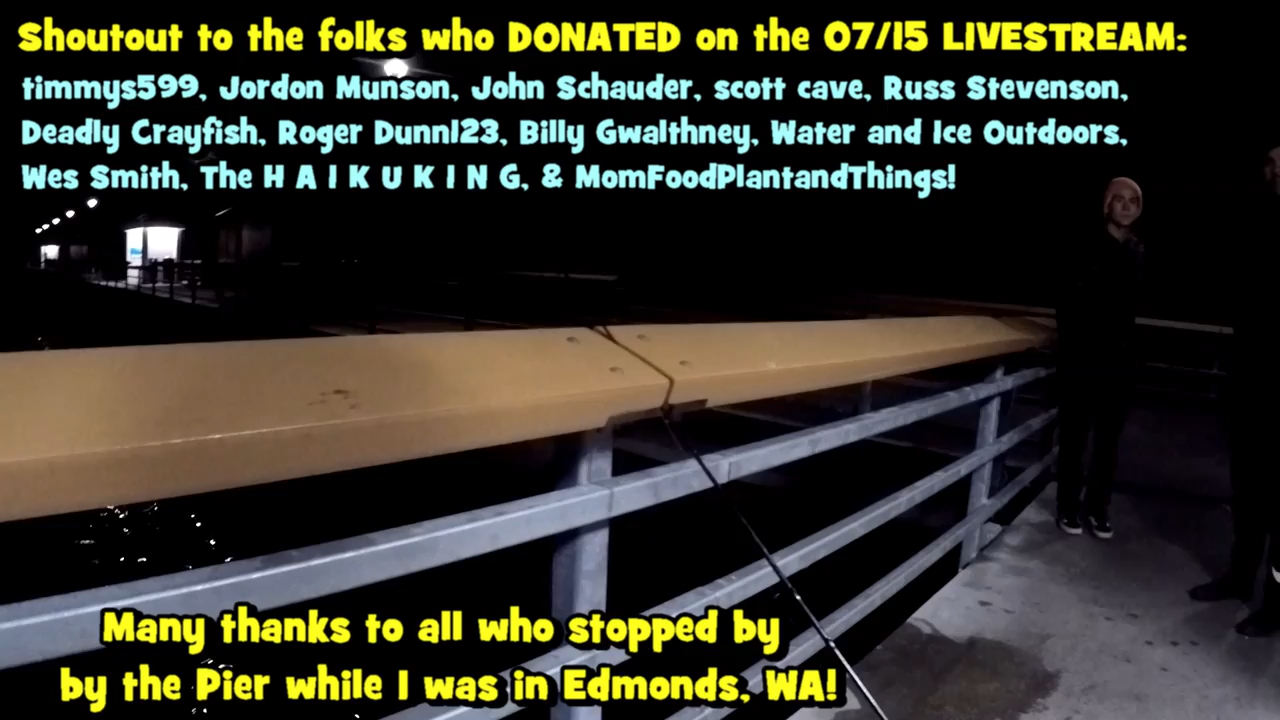 Shoutout to the folks who DONATED on the 07/15 LIVESTREAM:
timmys599, Jordon Munson, John Schauder, scott cave, Russ Stevenson,
Deadly Crayfish, Roger Dunn123, Billy Gwalthney, Water and Ice Outdoors,
Wes Smith, The H A I K U K I N G, & MomFoodPlantandThings!
Many thanks to all who stopped by
by the Pier while I was in Edmonds, WA!